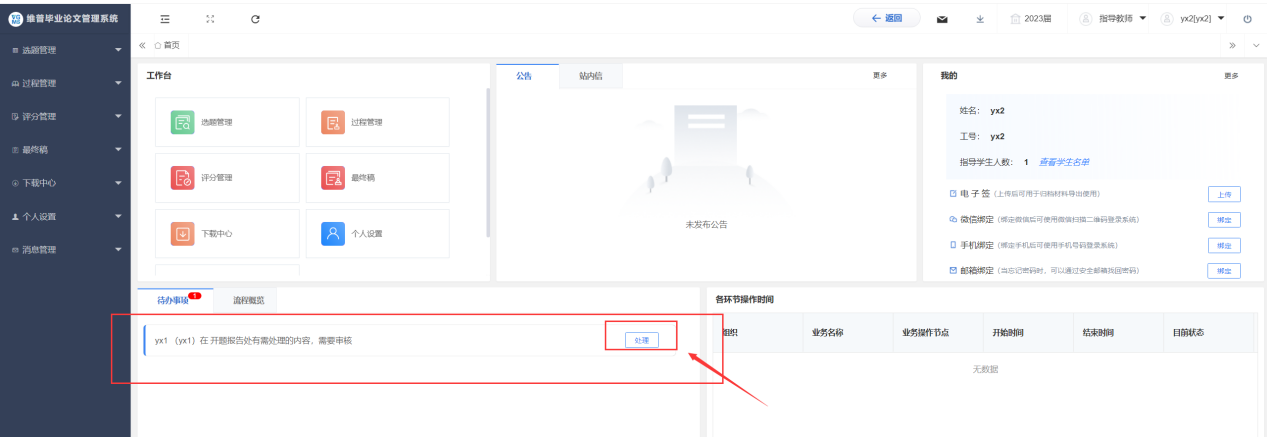 维普毕业论文管理系统
返回
2023届
指导教师
yx2[yx2]
首页
选题管理
过程管理
评分管理
最终稿
下载中心
个人设置
消息管理
工作台
选题管理
过程管理
评分管理
最终稿
下载中心
个人设置
公告
站内信
更多
未发布公告
我的
更多
姓名： yx2
工号： yx2
指导学生人数： 1 查看学生名单
电 子 签（上传后可用于归档材料导出使用）
上传
微信绑定（绑定微信后可使用微信扫描二维码登录系统）
绑定
手机绑定（绑定手机后可使用手机号码登录系统）
绑定
邮箱绑定（当忘记密码时，可以通过安全邮箱找回密码）
绑定
待办事项 1
流程概览
yx1 （yx1）在 开题报告处有需处理的内容，需要审核
处理
各环节操作时间
组织
业务名称
业务操作节点
开始时间
结束时间
目前状态
无数据